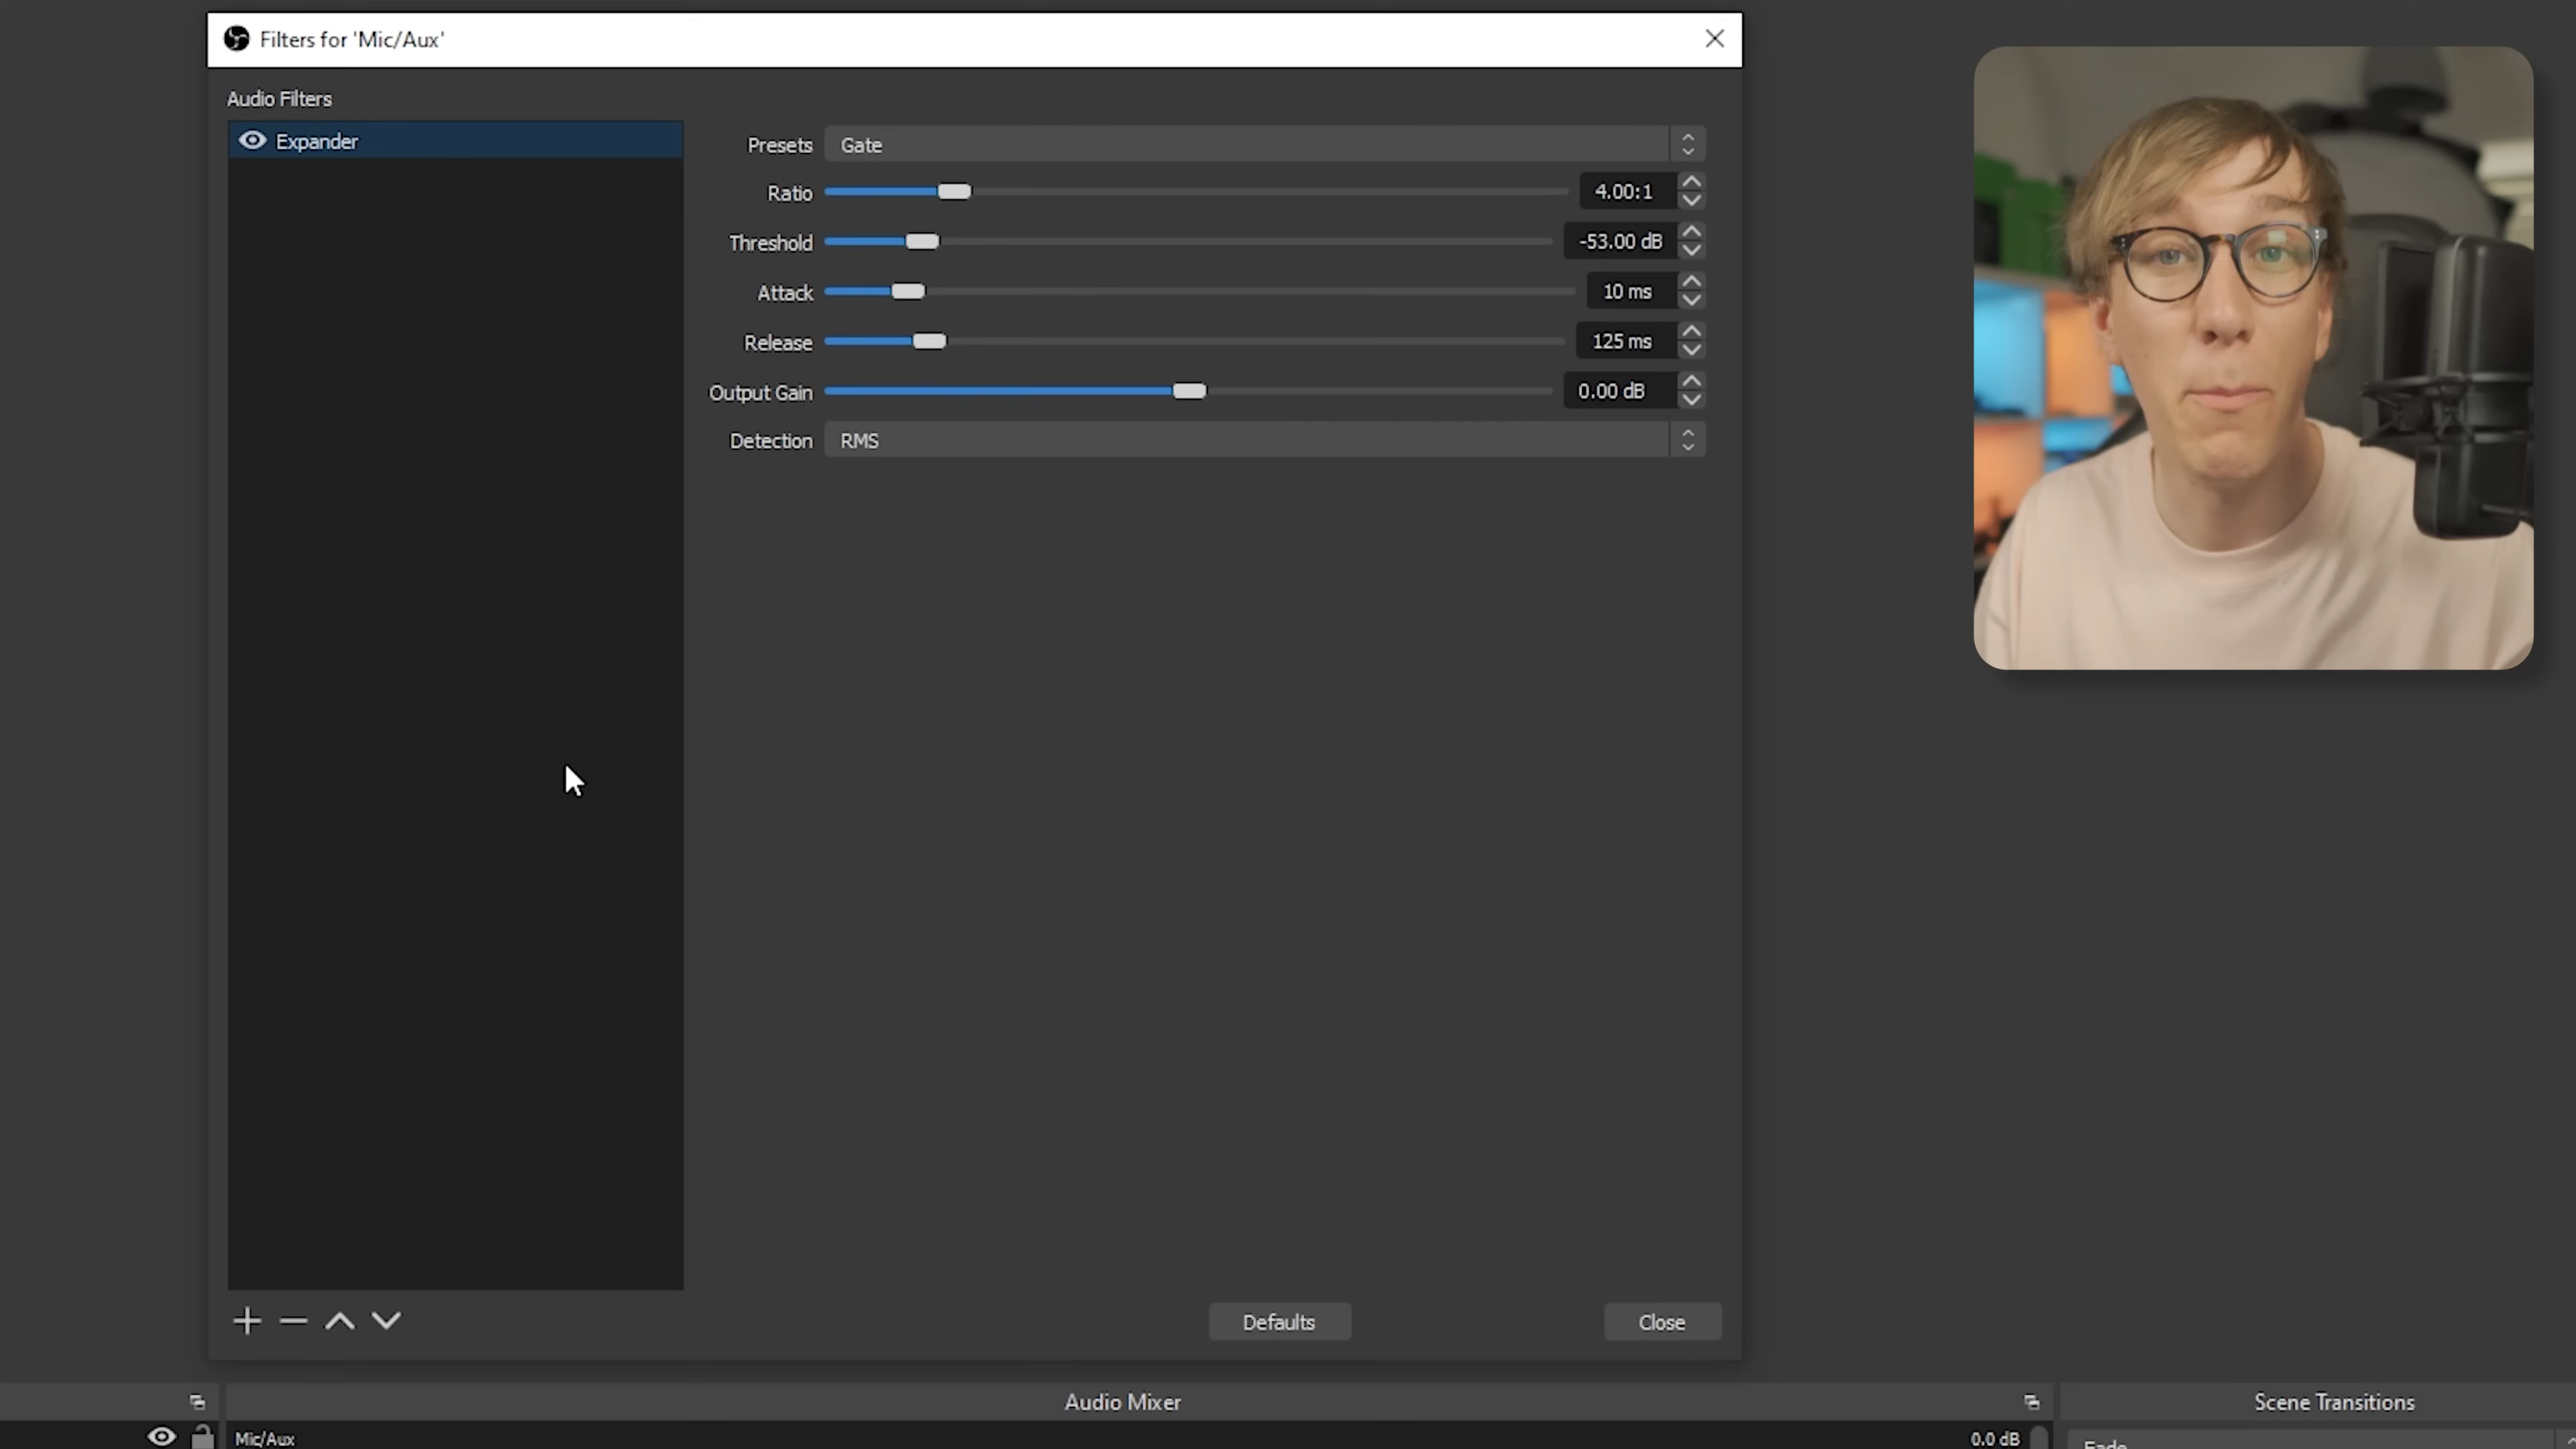 Filters for 'Mic/Aux'
Audio Filters
Expander
Presets Gate
Ratio 4.00:1
Threshold -53.00 dB
Attack 10 ms
Release 125 ms
Output Gain 0.00 dB
Detection RMS
Defaults Close
Audio Mixer Scene Transitions
Mic/Aux 0.0 dB
Fade